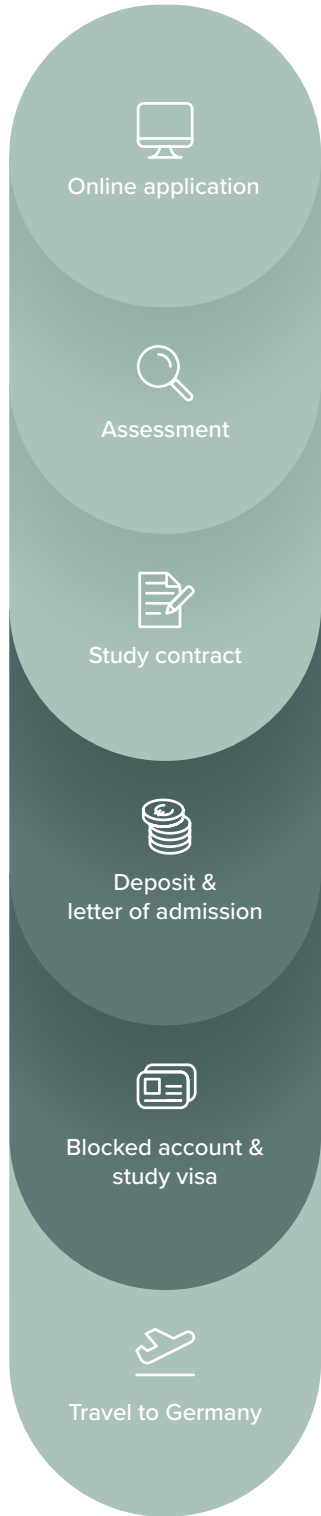 Online application
Assessment
Study contract
Deposit &
letter of admission
Blocked account &
study visa
Travel to Germany